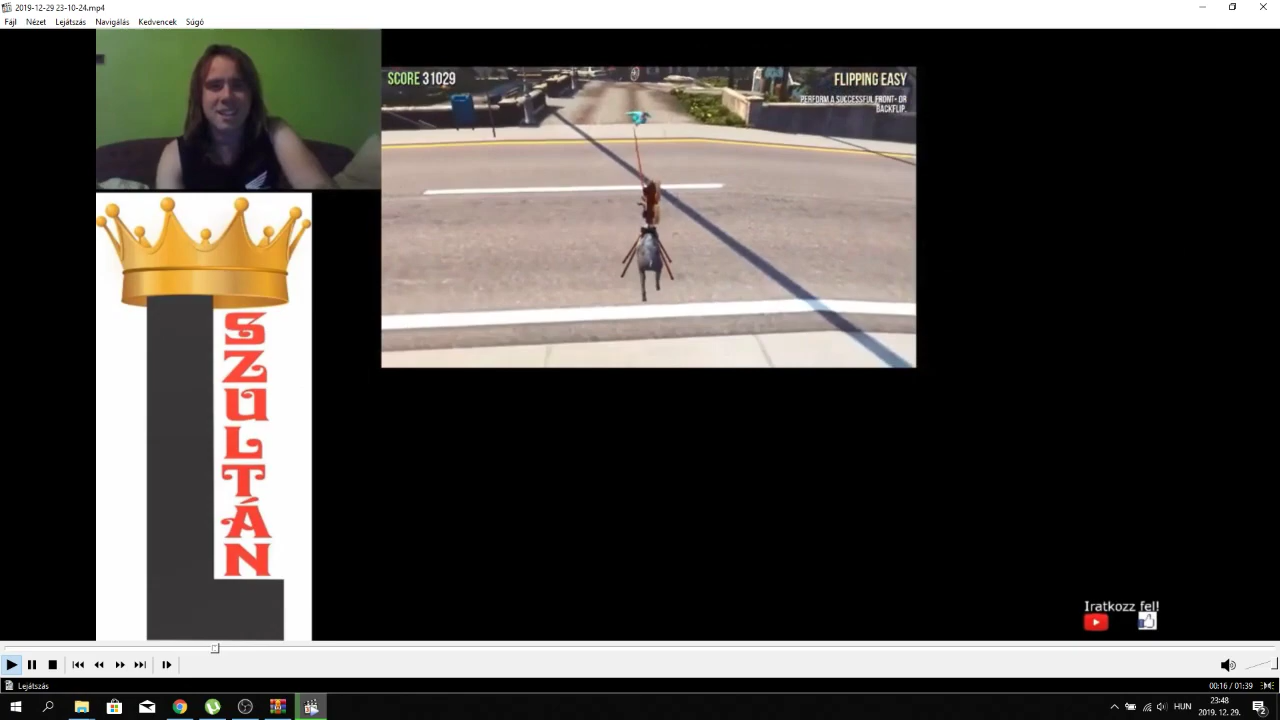 2019-12-29 23-10-24.mp4
Fájl Nézet Lejátszás Navigálás Kedvencek Súgó
SCORE 31029
FLIPPING EASY
PERFORM A SUCCESSFUL FRONT- OR
BACKFLIP.
SZULTÁN
L
Iratkozz fel!
Lejátszás
00:16 / 01:39
HUN
23:48
2019. 12. 29.
2